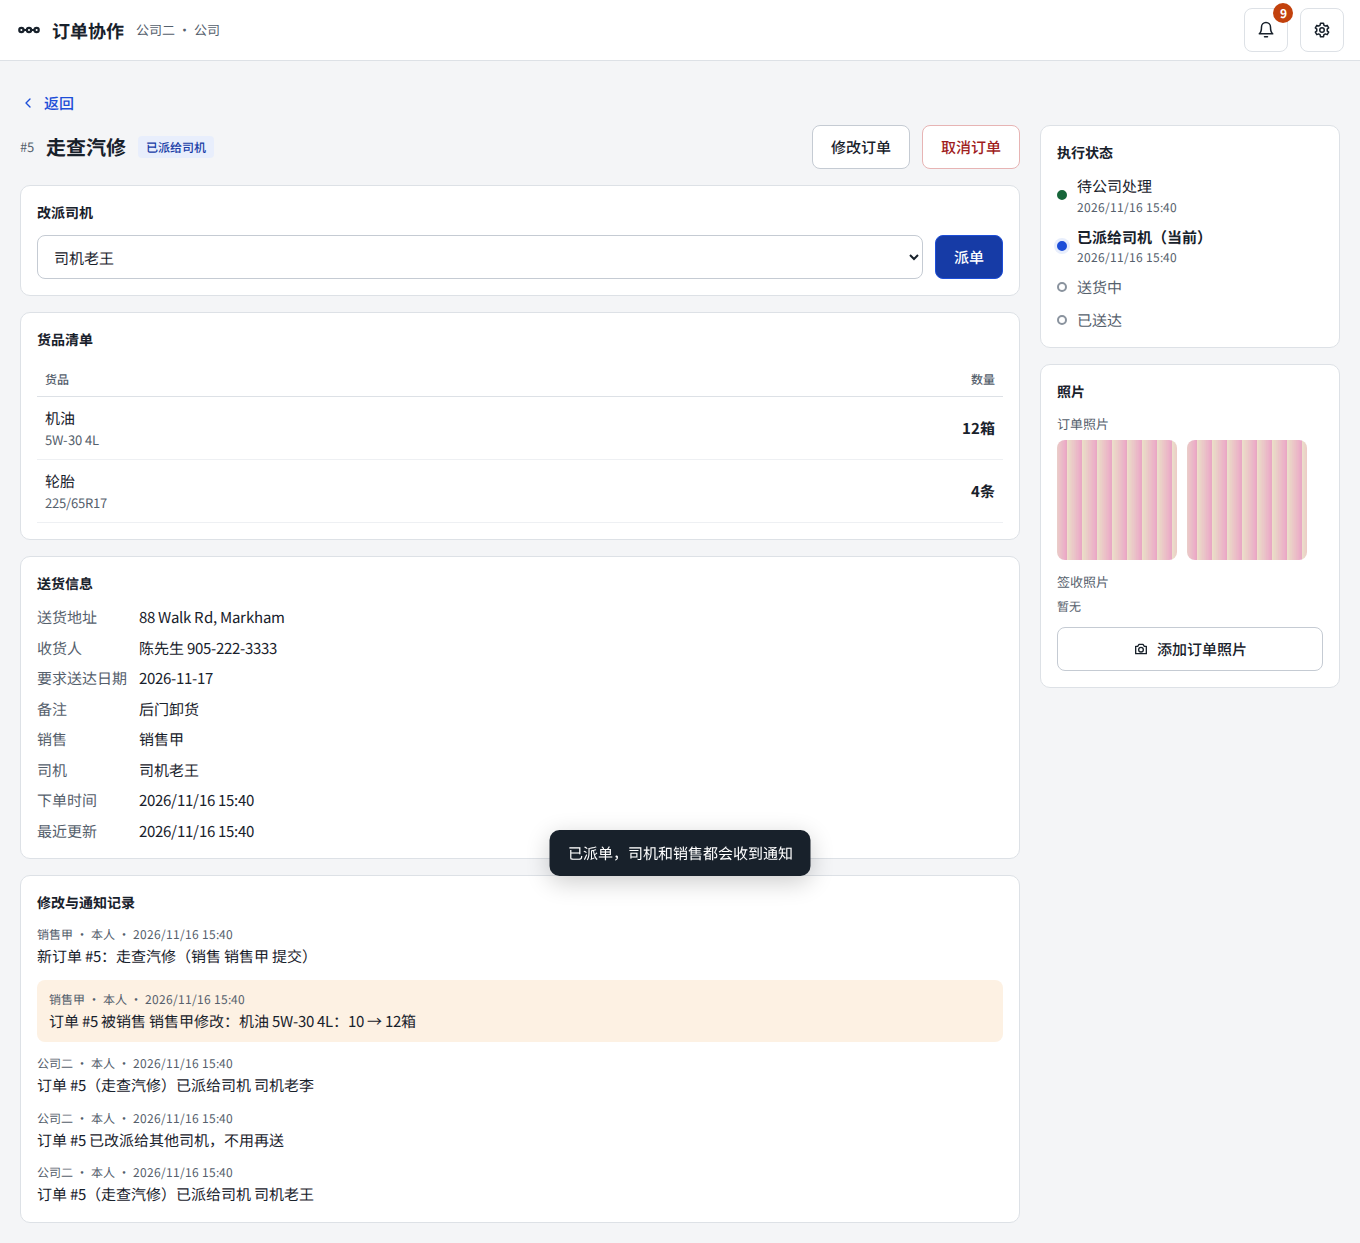 订单协作 公司二 · 公司
9
返回
#5 走查汽修 已派给司机
修改订单
取消订单
改派司机
司机老王
派单
货品清单
货品 数量
机油
5W-30 4L
12箱
轮胎
225/65R17
4条
送货信息
送货地址 88 Walk Rd, Markham
收货人 陈先生 905-222-3333
要求送达日期 2026-11-17
备注 后门卸货
销售 销售甲
司机 司机老王
下单时间 2026/11/16 15:40
最近更新 2026/11/16 15:40
已派单，司机和销售都会收到通知
修改与通知记录
销售甲 · 本人 · 2026/11/16 15:40
新订单 #5：走查汽修（销售 销售甲 提交）
销售甲 · 本人 · 2026/11/16 15:40
订单 #5 被销售 销售甲修改：机油 5W-30 4L：10 → 12箱
公司二 · 本人 · 2026/11/16 15:40
订单 #5（走查汽修）已派给司机 司机老李
公司二 · 本人 · 2026/11/16 15:40
订单 #5 已改派给其他司机，不用再送
公司二 · 本人 · 2026/11/16 15:40
订单 #5（走查汽修）已派给司机 司机老王
执行状态
待公司处理
2026/11/16 15:40
已派给司机（当前）
2026/11/16 15:40
送货中
已送达
照片
订单照片
签收照片
暂无
添加订单照片